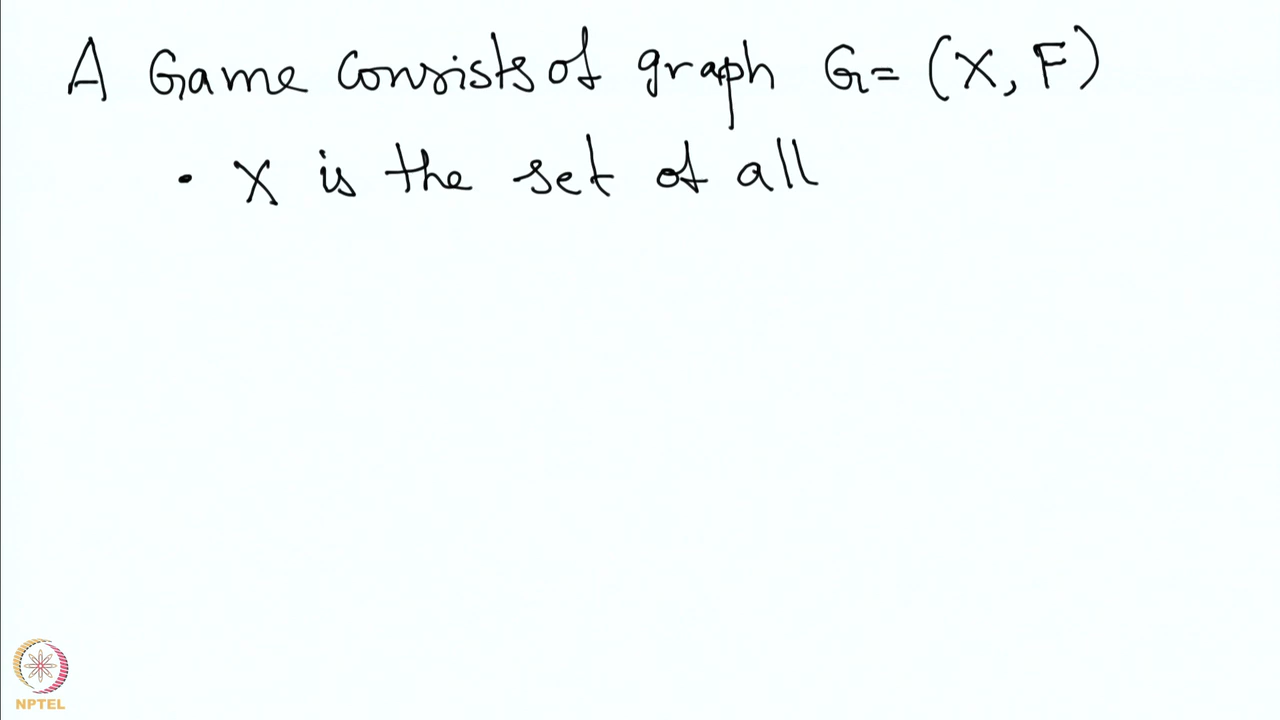 A Game Consists of graph G = (X, F)
• X is the set of all
NPTEL